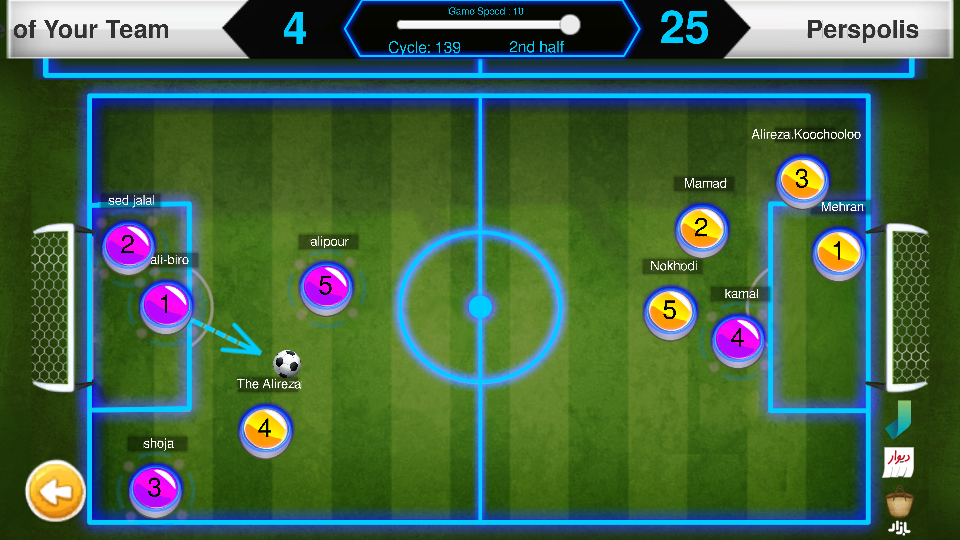 of Your Team
4
Game Speed : 10
Cycle: 139
2nd half
25
Perspolis
Alireza.Koochooloo
3
sed jalal
2
Mamad
2
Mehran
1
ali-biro
1
alipour
5
Nokhodi
5
kamal
4
The Alireza
4
shoja
3
دیوار
بازار